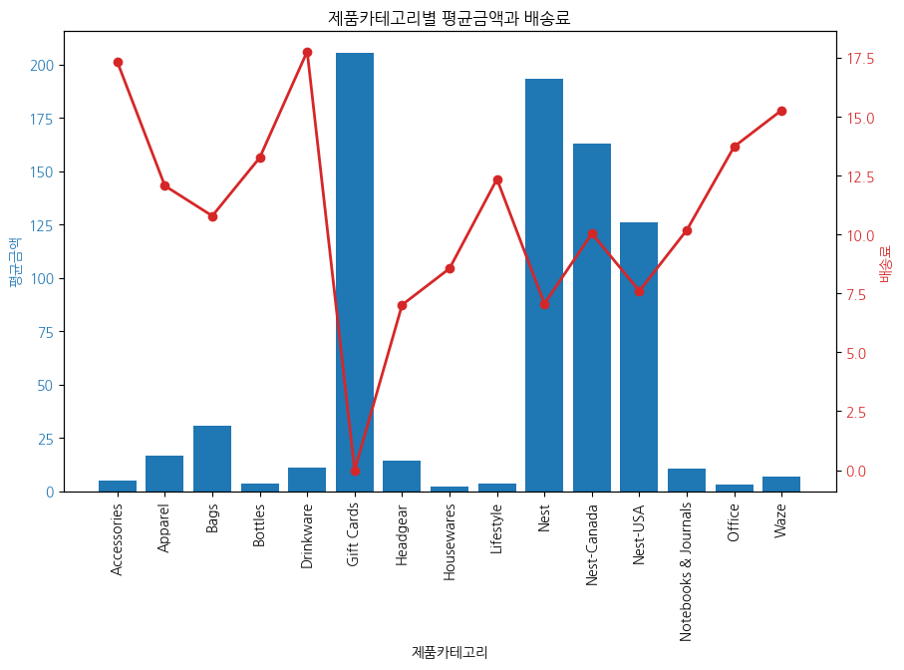 제품카테고리별 평균금액과 배송료
평균금액
200
175
150
125
100
75
50
25
0
17.5
15.0
12.5
10.0
7.5
5.0
2.5
0.0
배송료
Accessories
Apparel
Bags
Bottles
Drinkware
Gift Cards
Headgear
Housewares
Lifestyle
Nest
Nest-Canada
Nest-USA
Notebooks & Journals
Office
Waze
제품카테고리